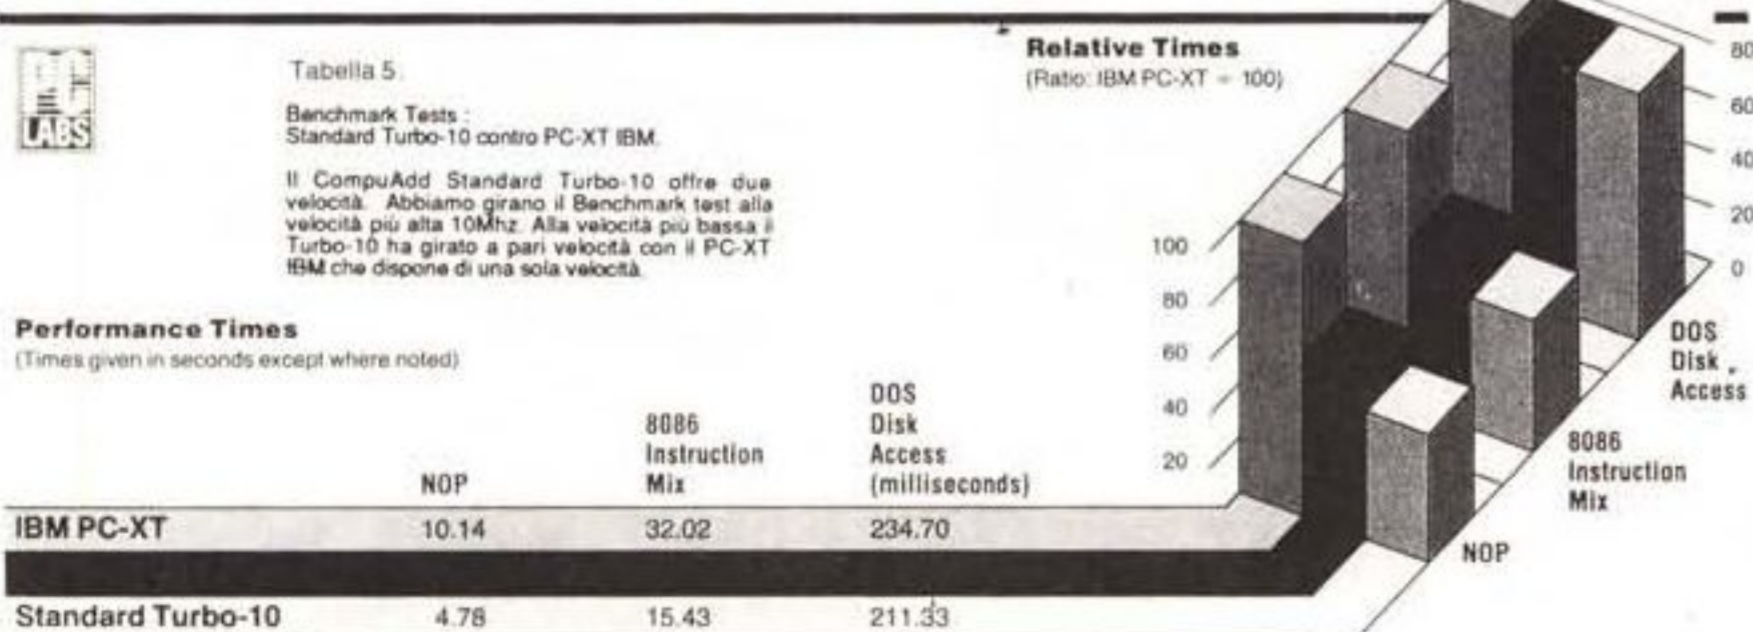 PC
LABS
Tabella 5.
Benchmark Tests :
Standard Turbo-10 contro PC-XT IBM.
Il CompuAdd Standard Turbo-10 offre due
velocità. Abbiamo girano il Benchmark test alla
velocità più alta 10Mhz. Alla velocità più bassa il
Turbo-10 ha girato a pari velocità con il PC-XT
IBM che dispone di una sola velocità.
Relative Times
(Ratio: IBM PC-XT = 100)
100
80
60
40
20
80
60
40
20
0
DOS
Disk
Access
8086
Instruction
Mix
NOP
Performance Times
(Times given in seconds except where noted)
NOP
8086
Instruction
Mix
DOS
Disk
Access
(milliseconds)
IBM PC-XT 10.14 32.02 234.70
Standard Turbo-10 4.78 15.43 211.33